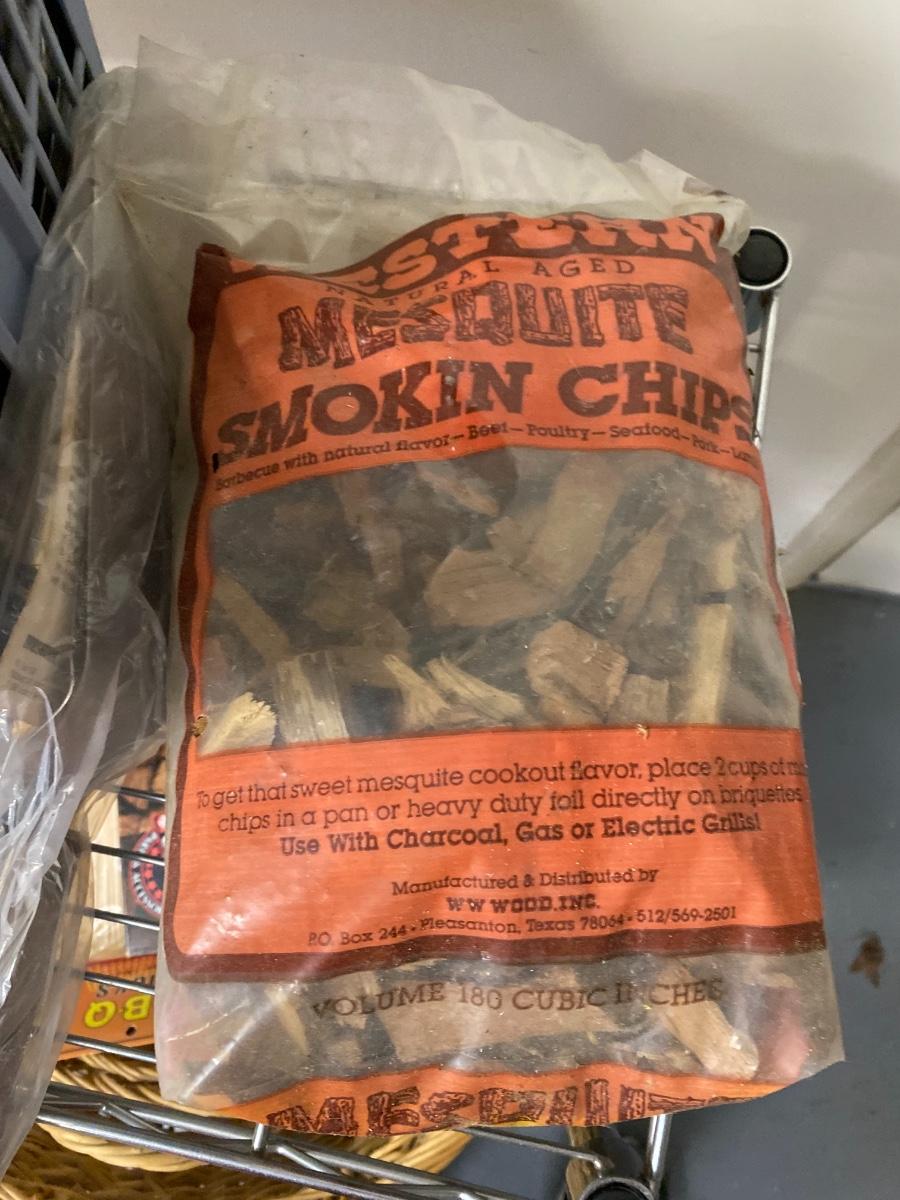 WESTERN
NATURAL AGED
MESQUITE
SMOKIN CHIPS
Barbecue with natural flavor – Beef – Poultry – Seafood – Pork –
To get that sweet mesquite cookout flavor, place 2 cups of
chips in a pan or heavy duty foil directly on briquettes
Use With Charcoal, Gas or Electric Grills!
Manufactured & Distributed by
WW WOOD, INC.
P.O. Box 244 • Pleasanton, Texas 78064 • 512/569-2501
VOLUME 180 CUBIC INCHES
MESQUITE
BQ